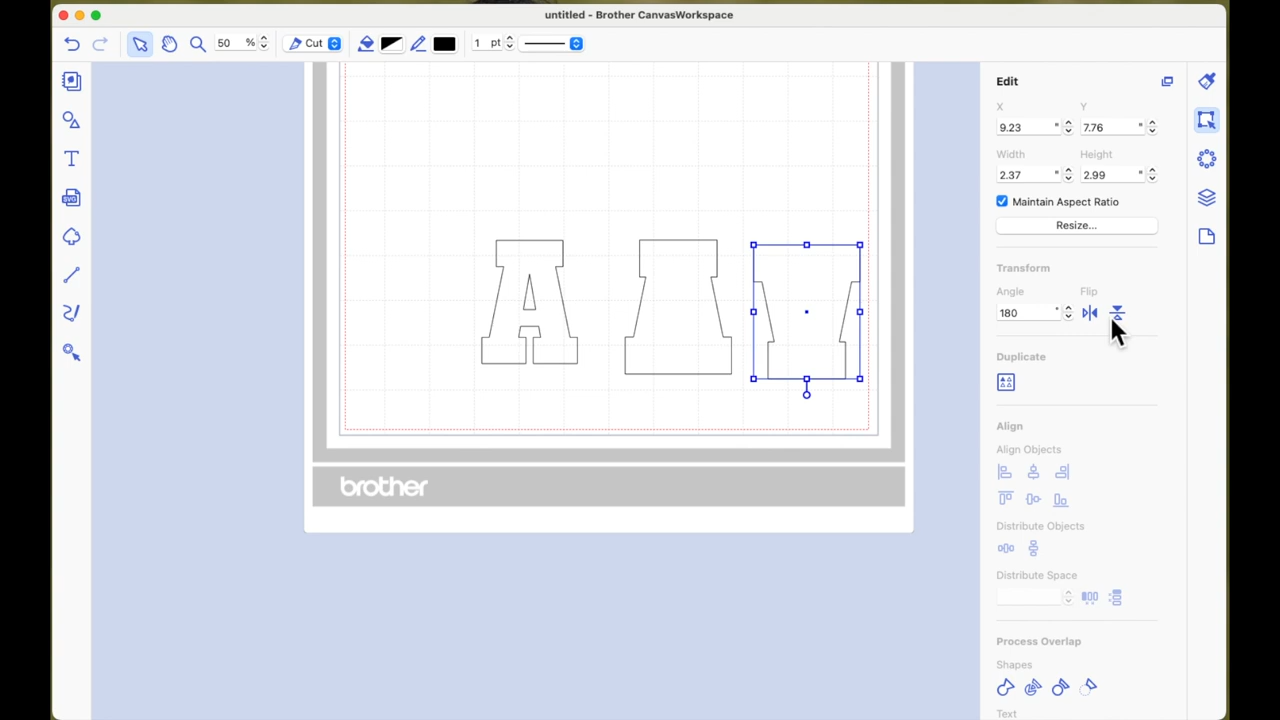 untitled - Brother CanvasWorkspace
50 %
Cut
1 pt
Edit
X Y
9.23 " 7.76 "
Width Height
2.37 " 2.99 "
Maintain Aspect Ratio
Resize...
Transform
Angle Flip
180 °
Duplicate
Align
Align Objects
Distribute Objects
Distribute Space
Process Overlap
Shapes
Text
T
SVG
A
brother